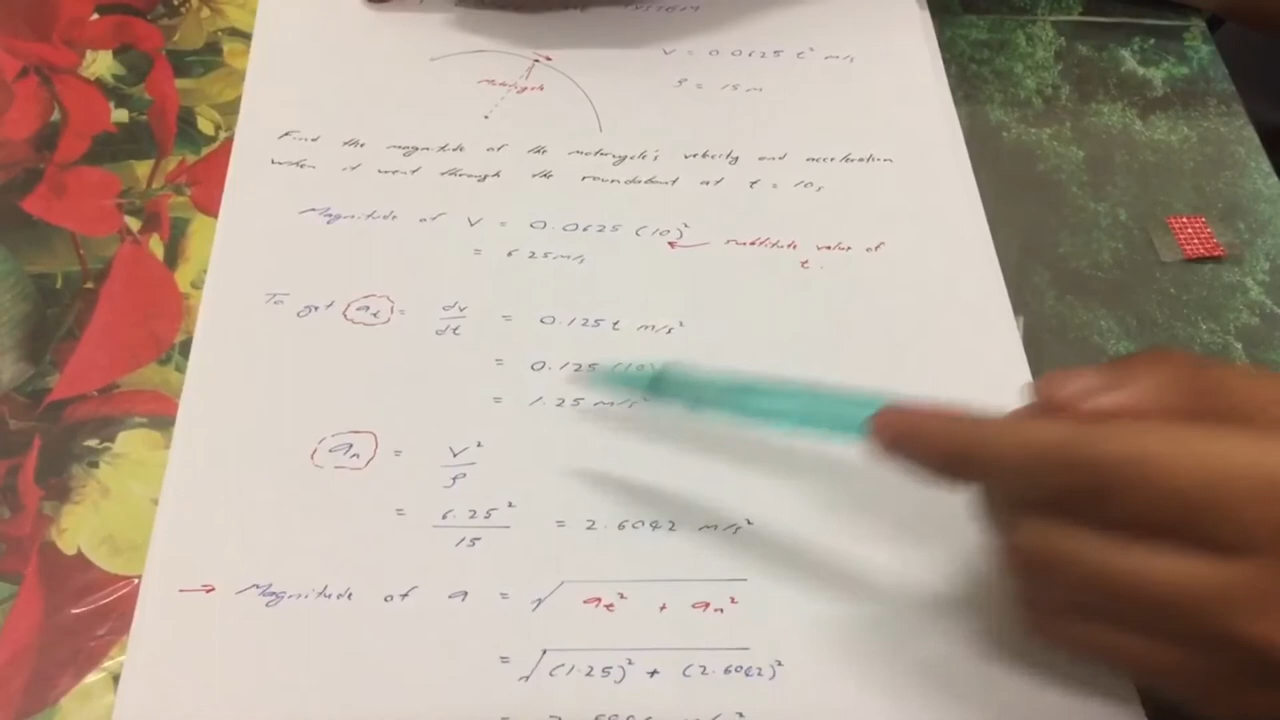 V = 0.0625 t² m/s
Motorcycle
ρ = 15 m
Find the magnitude of the motorcycle's velocity and acceleration
when it went through the roundabout at t = 10s
Magnitude of V = 0.0625 (10)²
substitute value of
t.
= 6.25 m/s
To get aₜ = dv/dt = 0.125t m/s²
= 0.125 (10)
= 1.25 m/s²
aₙ = V²/ρ
= 6.25²/15 = 2.6042 m/s²
→ Magnitude of a = √(aₜ² + aₙ²)
= √((1.25)² + (2.6042)²)